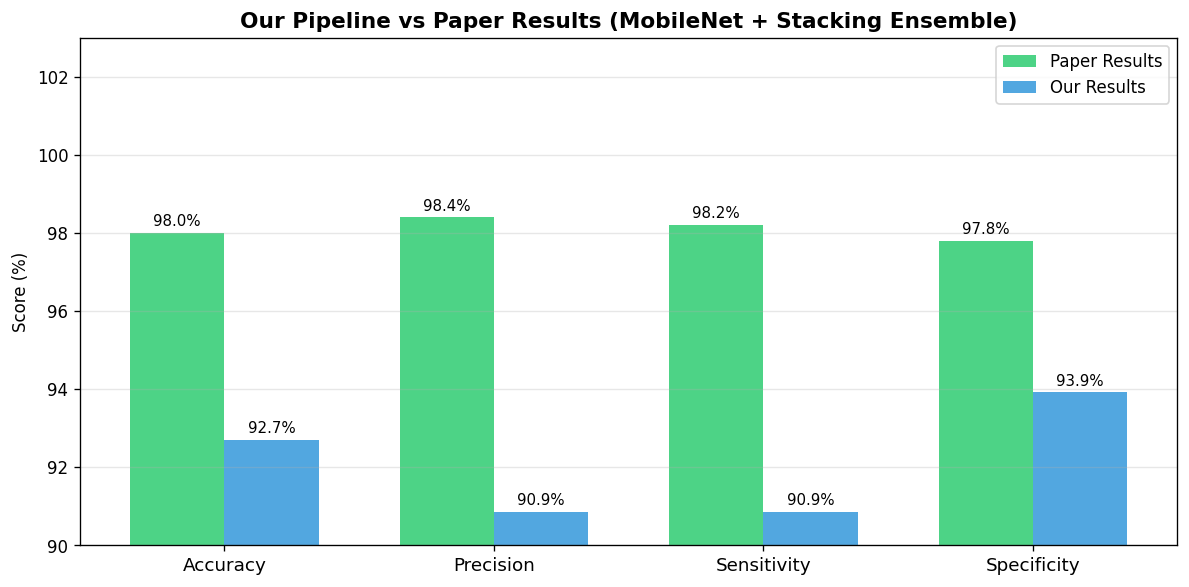 Our Pipeline vs Paper Results (MobileNet + Stacking Ensemble)
Paper Results
Our Results
Score (%)
102
100
98
96
94
92
90
98.0%
92.7%
98.4%
90.9%
98.2%
90.9%
97.8%
93.9%
Accuracy
Precision
Sensitivity
Specificity